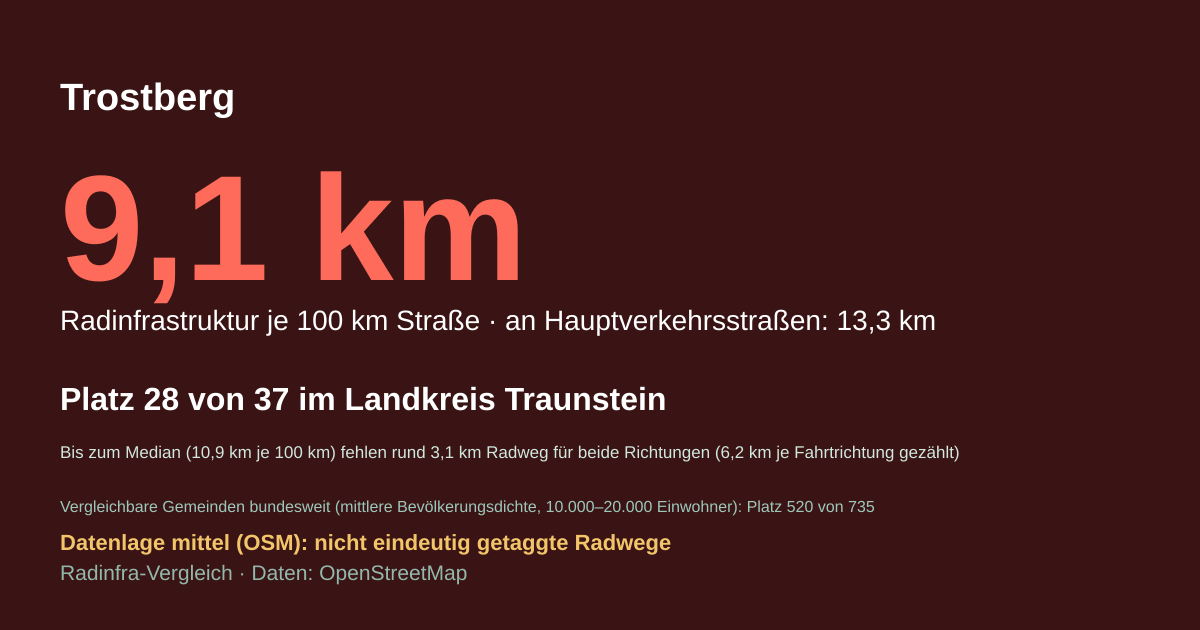 Trostberg
9,1 km
Radinfrastruktur je 100 km Straße · an Hauptverkehrsstraßen: 13,3 km
Platz 28 von 37 im Landkreis Traunstein
Bis zum Median (10,9 km je 100 km) fehlen rund 3,1 km Radweg für beide Richtungen (6,2 km je Fahrtrichtung gezählt)
Vergleichbare Gemeinden bundesweit (mittlere Bevölkerungsdichte, 10.000–20.000 Einwohner): Platz 520 von 735
Datenlage mittel (OSM): nicht eindeutig getaggte Radwege
Radinfra-Vergleich · Daten: OpenStreetMap